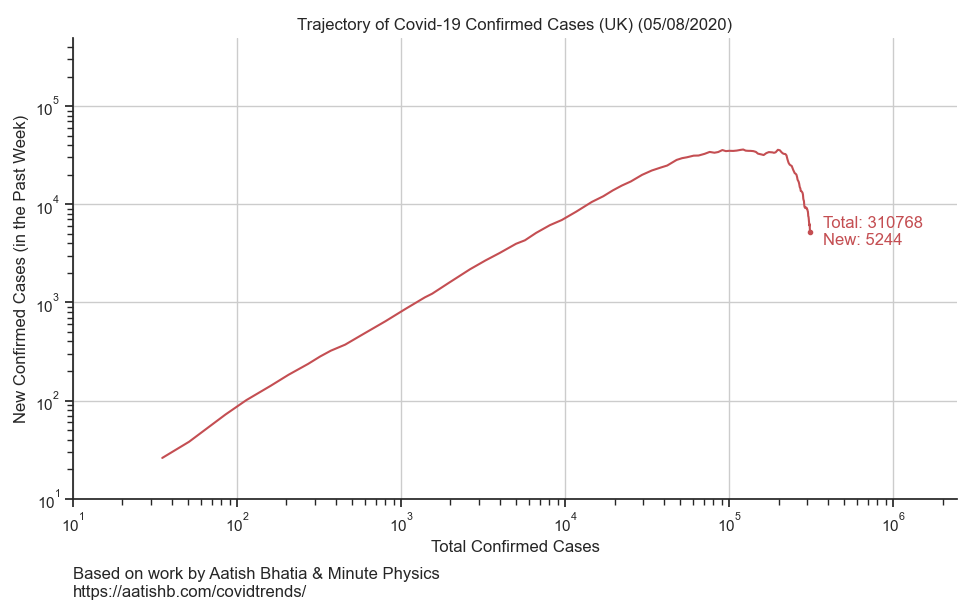 Trajectory of Covid-19 Confirmed Cases (UK) (05/08/2020)
New Confirmed Cases (in the Past Week)
10^5
10^4
10^3
10^2
10^1
Total: 310768
New: 5244
10^1 10^2 10^3 10^4 10^5 10^6
Total Confirmed Cases
Based on work by Aatish Bhatia & Minute Physics
https://aatishb.com/covidtrends/